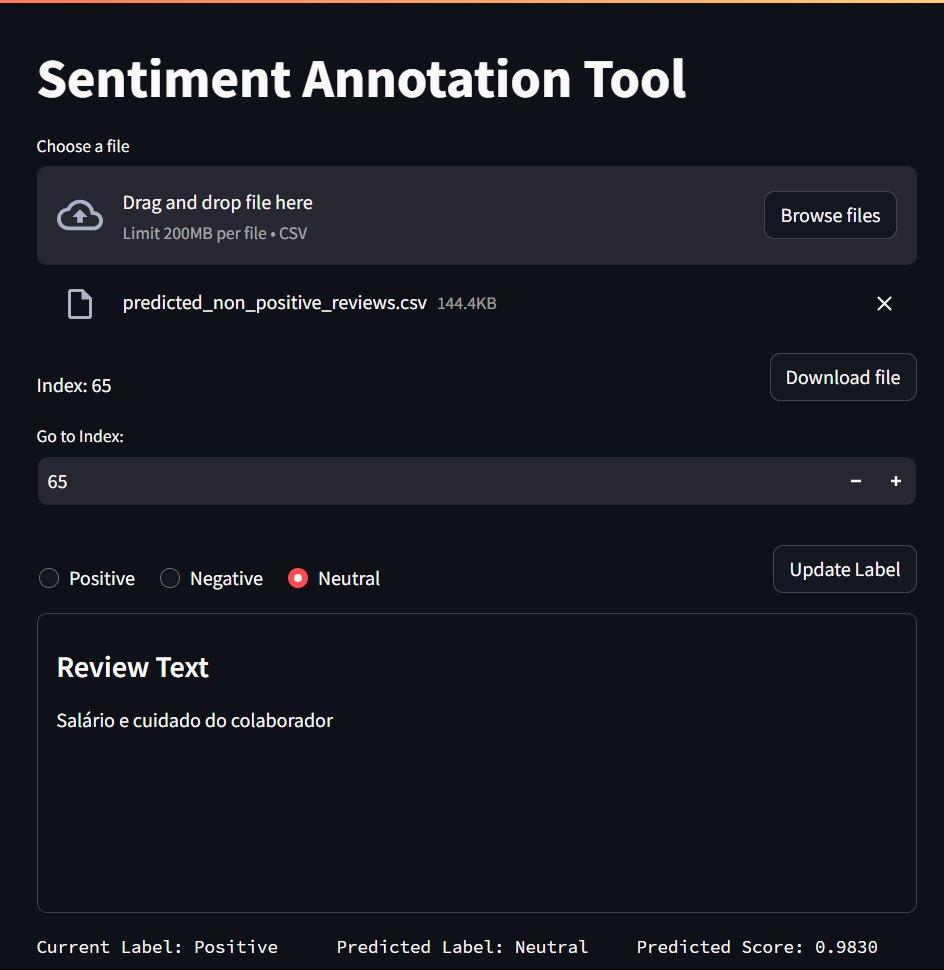 Sentiment Annotation Tool
Choose a file
Drag and drop file here
Limit 200MB per file • CSV
Browse files
predicted_non_positive_reviews.csv 144.4KB
Index: 65
Download file
Go to Index:
65
Positive Negative Neutral
Update Label
Review Text
Salário e cuidado do colaborador
Current Label: Positive Predicted Label: Neutral Predicted Score: 0.9830